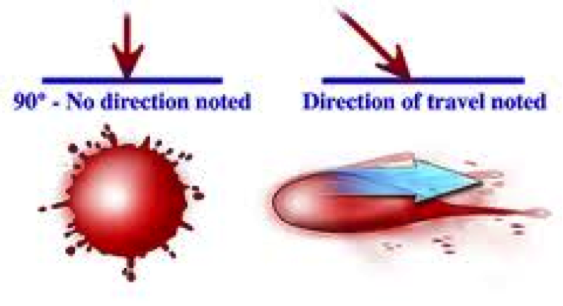 90° - No direction noted
Direction of travel noted